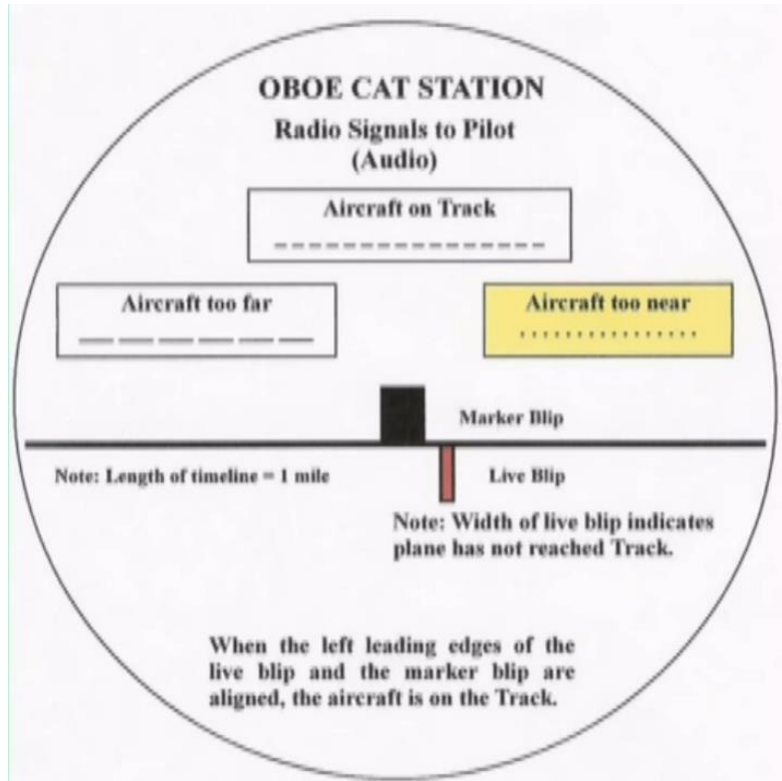 OBOE CAT STATION
Radio Signals to Pilot
(Audio)
Aircraft on Track
Aircraft too far
Aircraft too near
Marker Blip
Note: Length of timeline = 1 mile
Live Blip
Note: Width of live blip indicates
plane has not reached Track.
When the left leading edges of the
live blip and the marker blip are
aligned, the aircraft is on the Track.